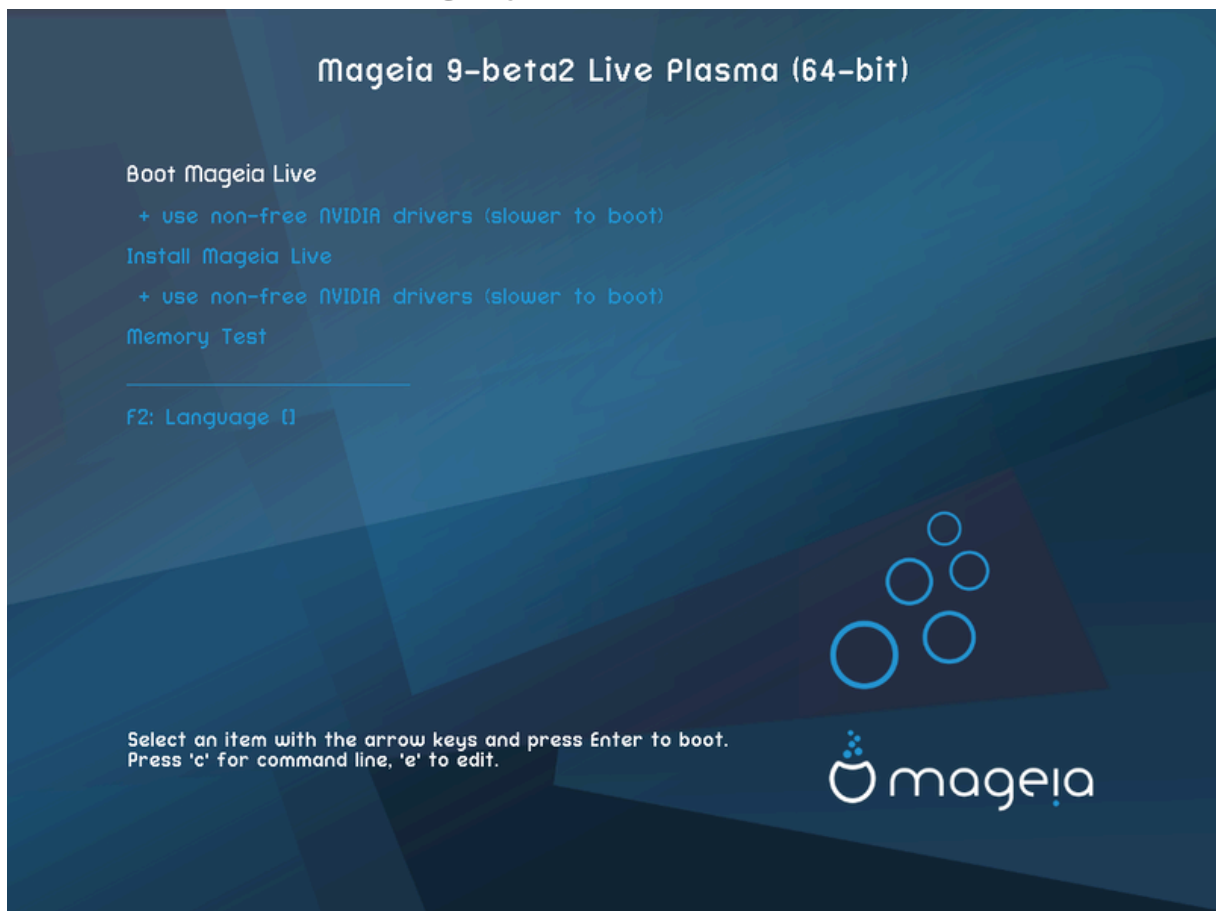 Mageia 9-beta2 Live Plasma (64-bit)
Boot Mageia Live
+ use non-free NVIDIA drivers (slower to boot)
Install Mageia Live
+ use non-free NVIDIA drivers (slower to boot)
Memory Test
F2: Language []
Select an item with the arrow keys and press Enter to boot.
Press 'c' for command line, 'e' to edit.
mageia